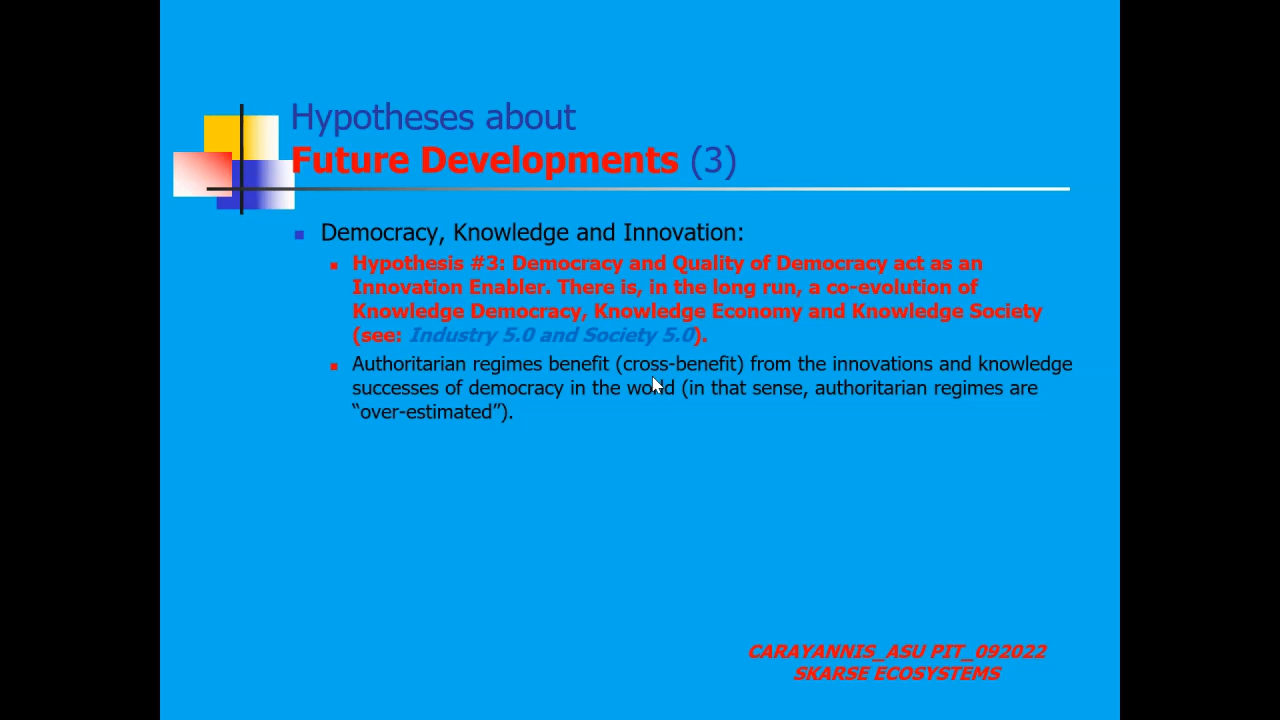 Hypotheses about
Future Developments (3)
Democracy, Knowledge and Innovation:
Hypothesis #3: Democracy and Quality of Democracy act as an
Innovation Enabler. There is, in the long run, a co-evolution of
Knowledge Democracy, Knowledge Economy and Knowledge Society
(see: Industry 5.0 and Society 5.0).
Authoritarian regimes benefit (cross-benefit) from the innovations and knowledge
successes of democracy in the world (in that sense, authoritarian regimes are
“over-estimated”).
CARAYANNIS_ASU PIT_092022
SKARSE ECOSYSTEMS